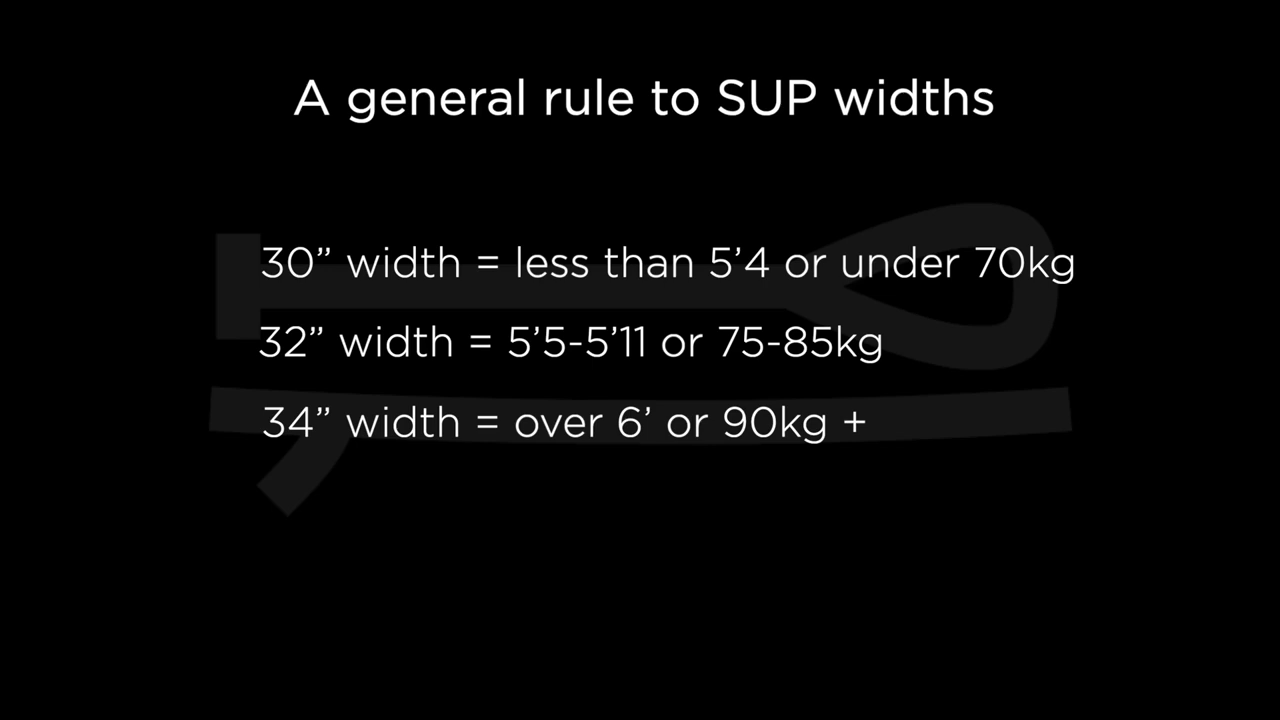 A general rule to SUP widths
30” width = less than 5’4 or under 70kg
32” width = 5’5-5’11 or 75-85kg
34” width = over 6’ or 90kg +